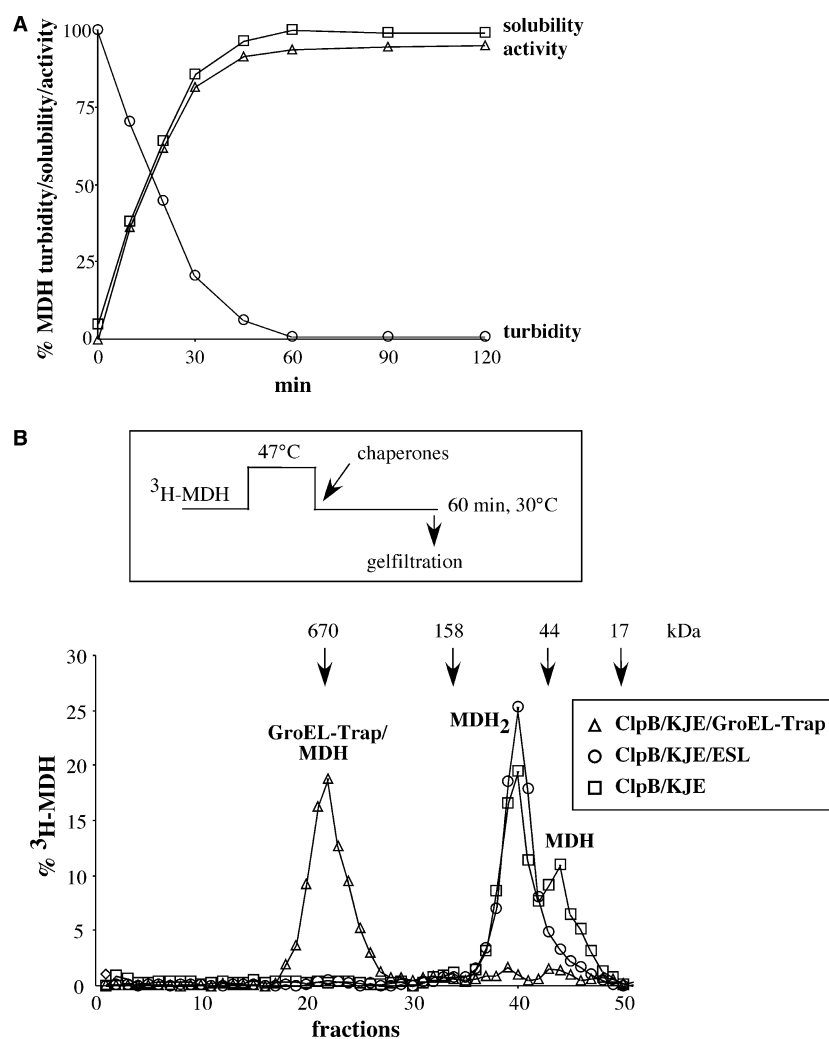 A
% MDH turbidity/solubility/activity
100
75
50
25
0
solubility
activity
turbidity
0 30 60 90 120
min
B
47°C
chaperones
3H-MDH
60 min, 30°C
gelfiltration
670 158 44 17 kDa
% 3H-MDH
30
25
20
15
10
5
0
GroEL-Trap/
MDH
MDH2
MDH
ClpB/KJE/GroEL-Trap
ClpB/KJE/ESL
ClpB/KJE
0 10 20 30 40 50
fractions